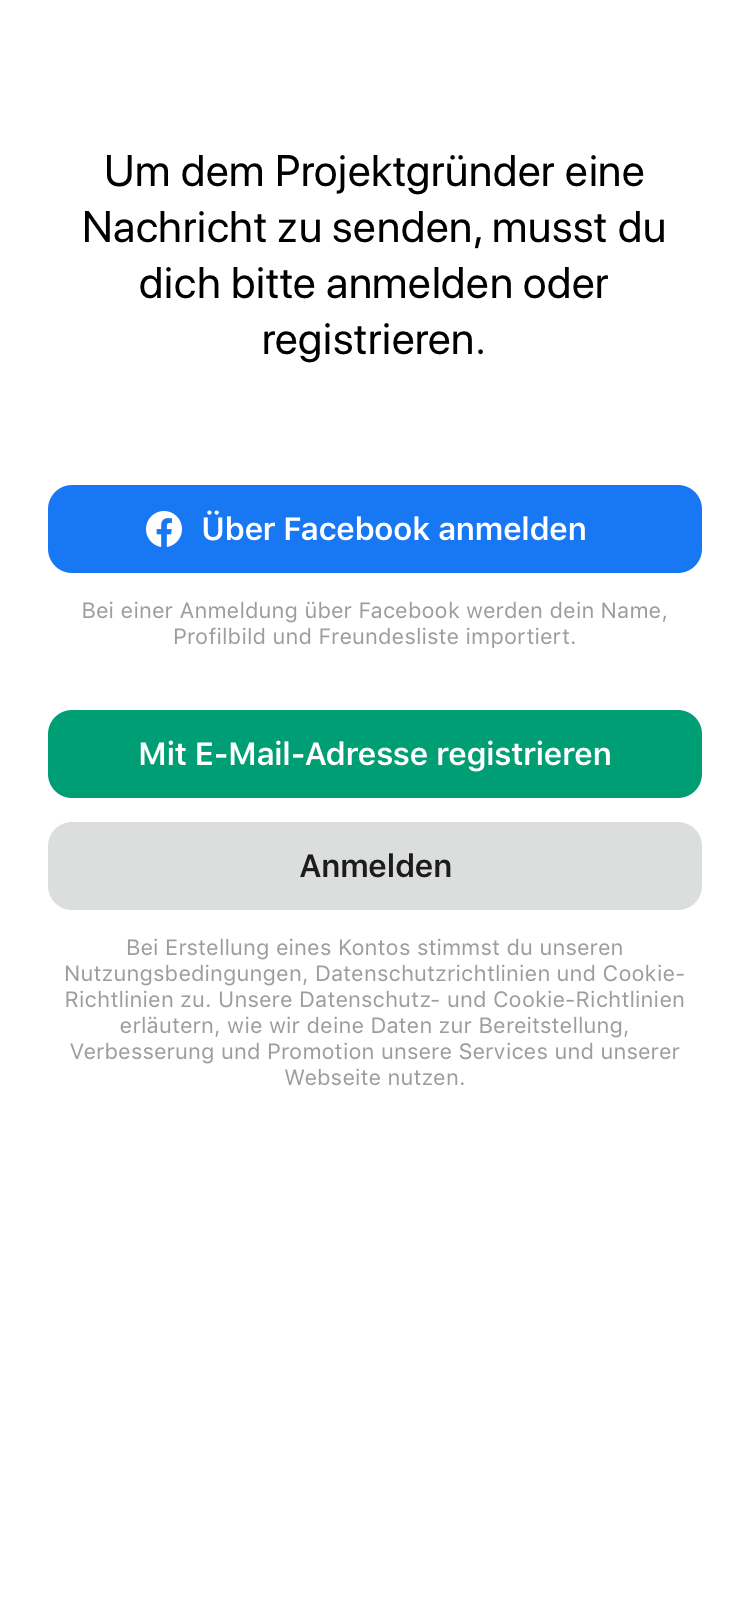 Um dem Projektgründer eine
Nachricht zu senden, musst du
dich bitte anmelden oder
registrieren.
Über Facebook anmelden
Bei einer Anmeldung über Facebook werden dein Name,
Profilbild und Freundesliste importiert.
Mit E-Mail-Adresse registrieren
Anmelden
Bei Erstellung eines Kontos stimmst du unseren
Nutzungsbedingungen, Datenschutzrichtlinien und Cookie-
Richtlinien zu. Unsere Datenschutz- und Cookie-Richtlinien
erläutern, wie wir deine Daten zur Bereitstellung,
Verbesserung und Promotion unsere Services und unserer
Webseite nutzen.